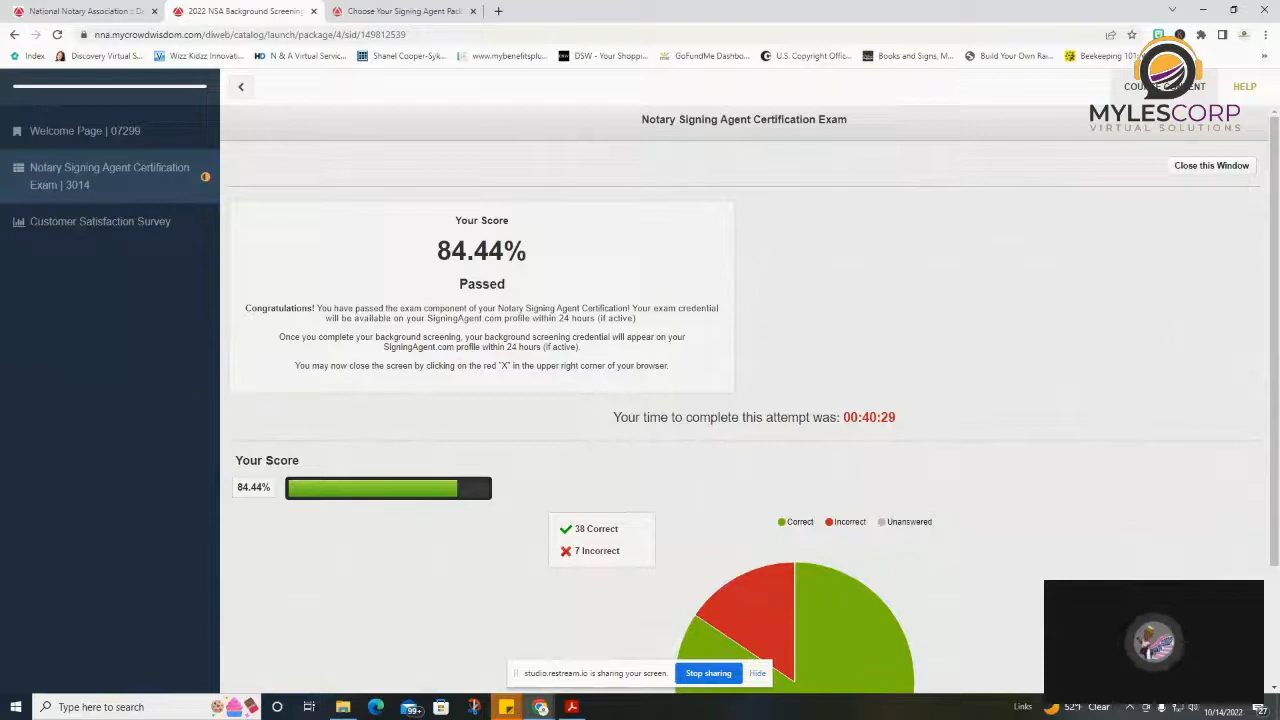 National Notary Association :: Da
2022 NSA Background Screening
Choose Your Signing Agent Pack
nna.mycrowdwisdom.com/diweb/catalog/launch/package/4/sid/149812539
Index
Discovery Virtual S...
Wizz Kiddz Invoice...
N & A Virtual Servic...
Shanel Cooper-Syk...
www.mybenefitsplu...
DSW - Your Sharing...
GoFundMe Dashbo...
U.S. Copyright Offic...
Books and Signs, M...
Build Your Own Rai...
Beekeeping 101:
HELP
MYLESCORP
VIRTUAL SOLUTIONS
Welcome Page | 07299
Notary Signing Agent Certification
Exam | 3014
Customer Satisfaction Survey
Notary Signing Agent Certification Exam
Close this Window
Your Score
84.44%
Passed
Congratulations! You have passed the exam component of your Notary Signing Agent Certification! Your exam credential
will be available on your SigningAgent.com profile within 24 hours (if active)
Once you complete your background screening, your background screening credential will appear on your
SigningAgent.com profile within 24 hours (if active).
You may now close the screen by clicking on the red "X" in the upper right corner of your browser.
Your time to complete this attempt was: 00:40:29
Your Score
84.44%
38 Correct
7 Incorrect
Correct
Incorrect
Unanswered
studio.restream.io is sharing your screen.
Stop sharing
Hide
Type here to search
99+
Links
Clear
10/14/2022